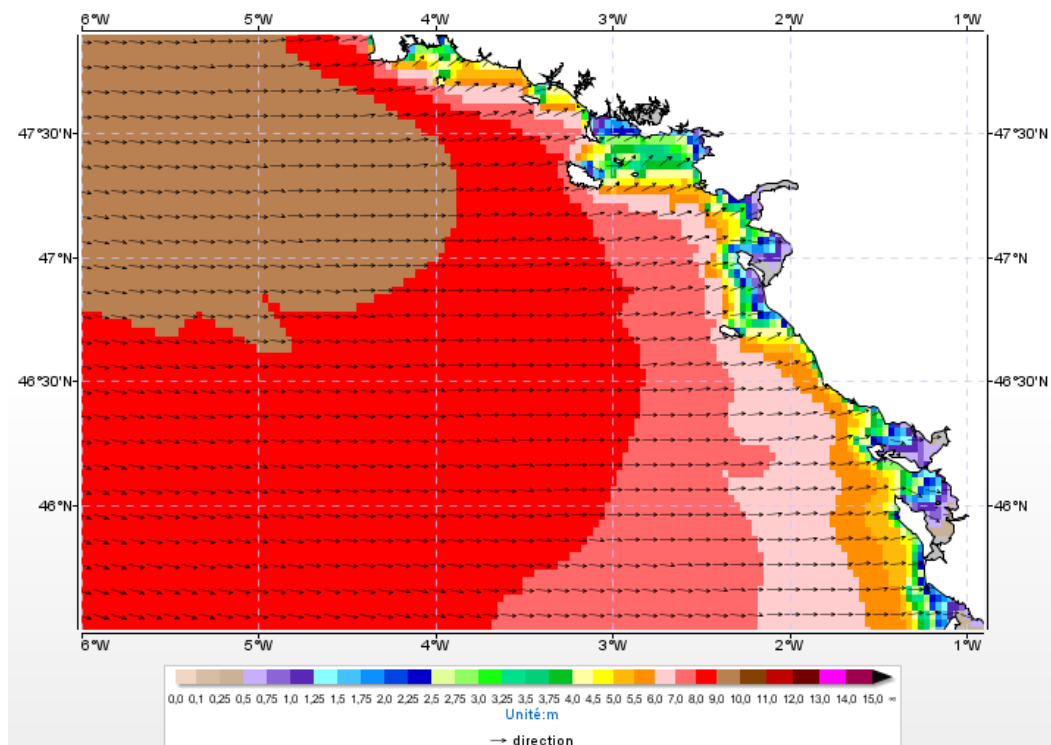 6°W 5°W 4°W 3°W 2°W 1°W
47°30'N 47°30'N
47°N 47°N
46°30'N 46°30'N
46°N 46°N
6°W 5°W 4°W 3°W 2°W 1°W
0,0 0,1 0,25 0,5 0,75 1.0 1.25 1.5 1.75 2.0 2.25 2.5 2.75 3.0 3.25 3.5 3,75 4.0 4.5 5.0 5.5 6.0 7.0 8.0 9.0 10.0 11.0 12.0 13.0 14.0 15.0 ∞
Unité:m
→ direction